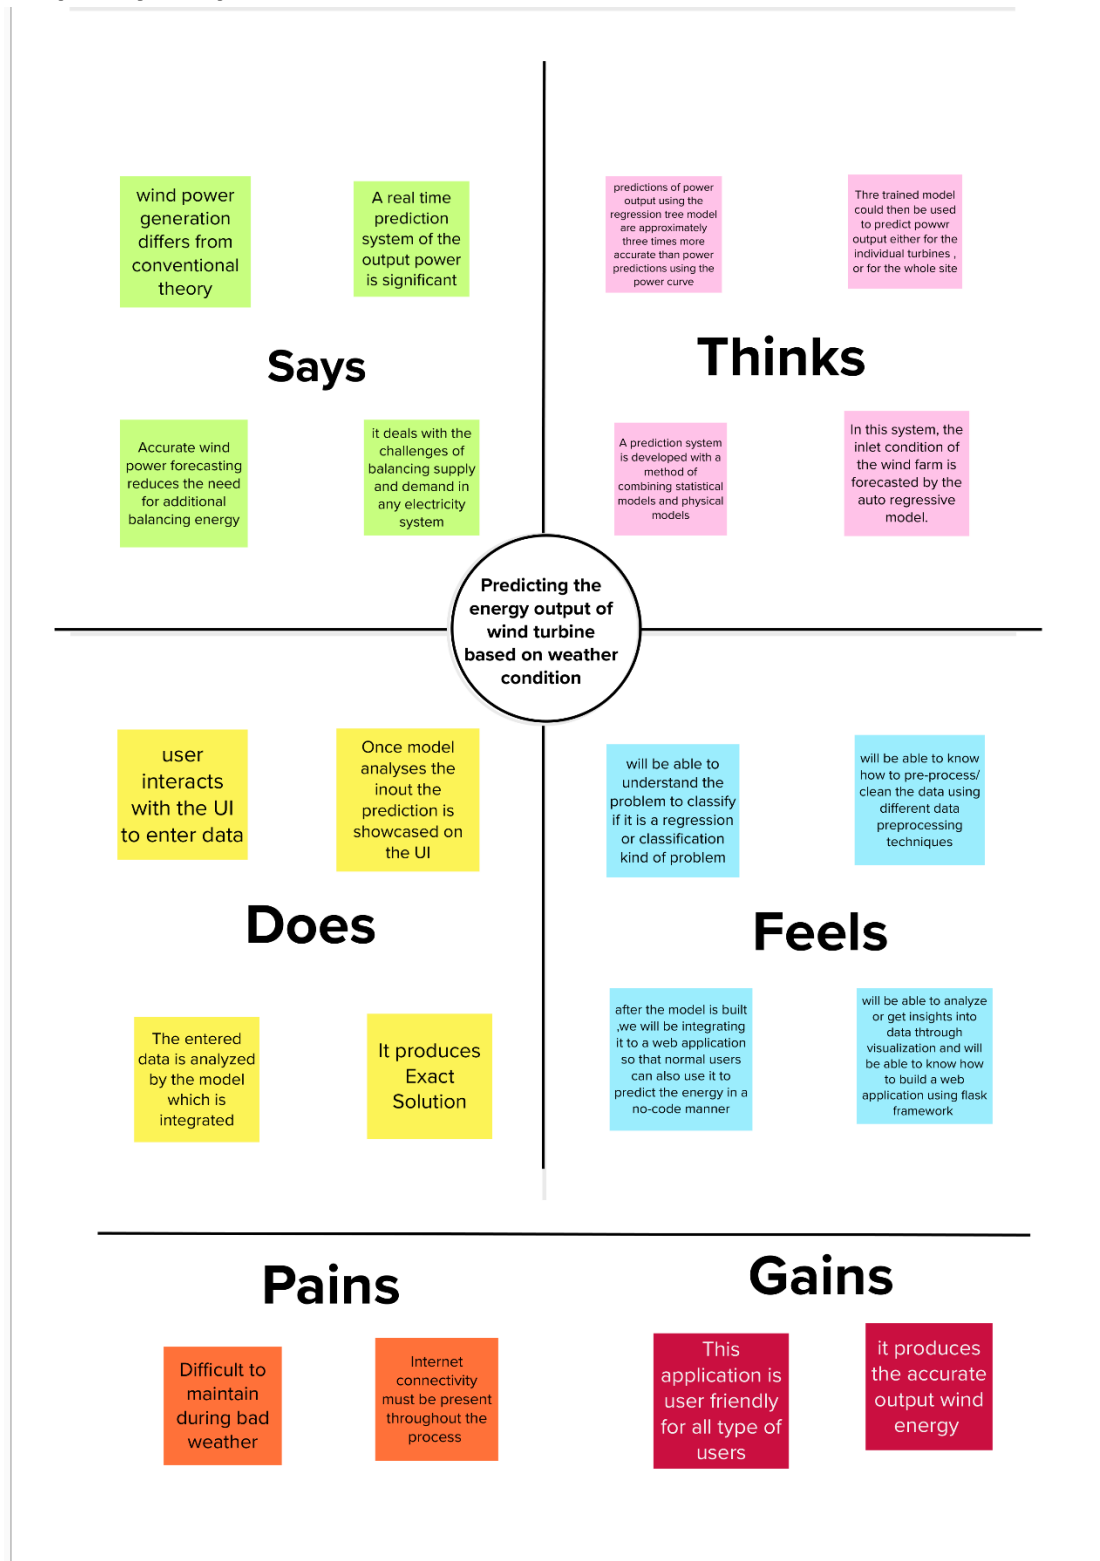 wind power
generation
differs from
conventional
theory
A real time
prediction
system of the
output power
is significant
Says
Accurate wind
power forecasting
reduces the need
for additional
balancing energy
it deals with the
challenges of
balancing supply
and demand in
any electricity
system
predictions of power
output using the
regression tree model
are approximately
three times more
accurate than power
predictions using the
power curve
Thre trained model
could then be used
to predict powwr
output either for the
individual turbines ,
or for the whole site
Thinks
A prediction system
is developed with a
method of
combining statistical
models and physical
models
In this system, the
inlet condition of
the wind farm is
forecasted by the
auto regressive
model.
Predicting the
energy output of
wind turbine
based on weather
condition
user
interacts
with the UI
to enter data
Once model
analyses the
inout the
prediction is
showcased on
the UI
Does
The entered
data is analyzed
by the model
which is
integrated
It produces
Exact
Solution
will be able to
understand the
problem to classify
if it is a regression
or classification
kind of problem
will be able to know
how to pre-process/
clean the data using
different data
preprocessing
techniques
Feels
after the model is built
,we will be integrating
it to a web application
so that normal users
can also use it to
predict the energy in a
no-code manner
will be able to analyze
or get insights into
data thtrough
visualization and will
be able to know how
to build a web
application using flask
framework
Pains
Difficult to
maintain
during bad
weather
Internet
connectivity
must be present
throughout the
process
Gains
This
application is
user friendly
for all type of
users
it produces
the accurate
output wind
energy